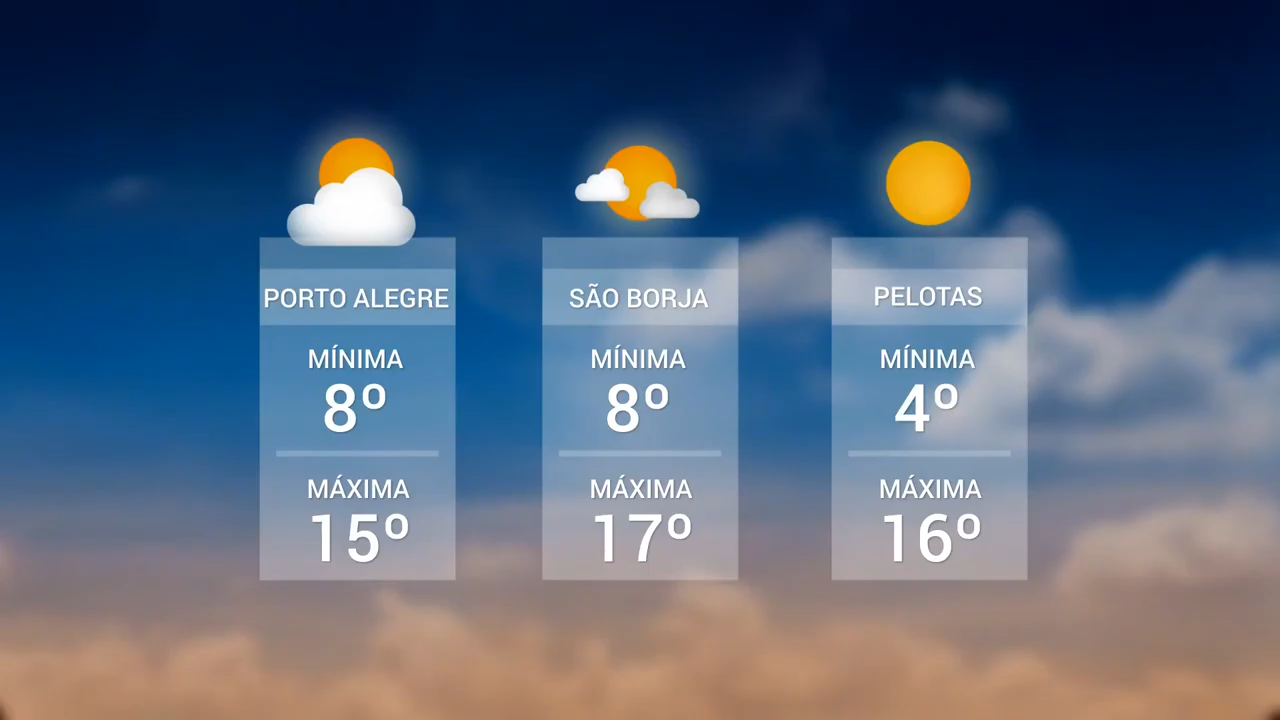 PORTO ALEGRE
MÍNIMA
8º
MÁXIMA
15º
SÃO BORJA
MÍNIMA
8º
MÁXIMA
17º
PELOTAS
MÍNIMA
4º
MÁXIMA
16º